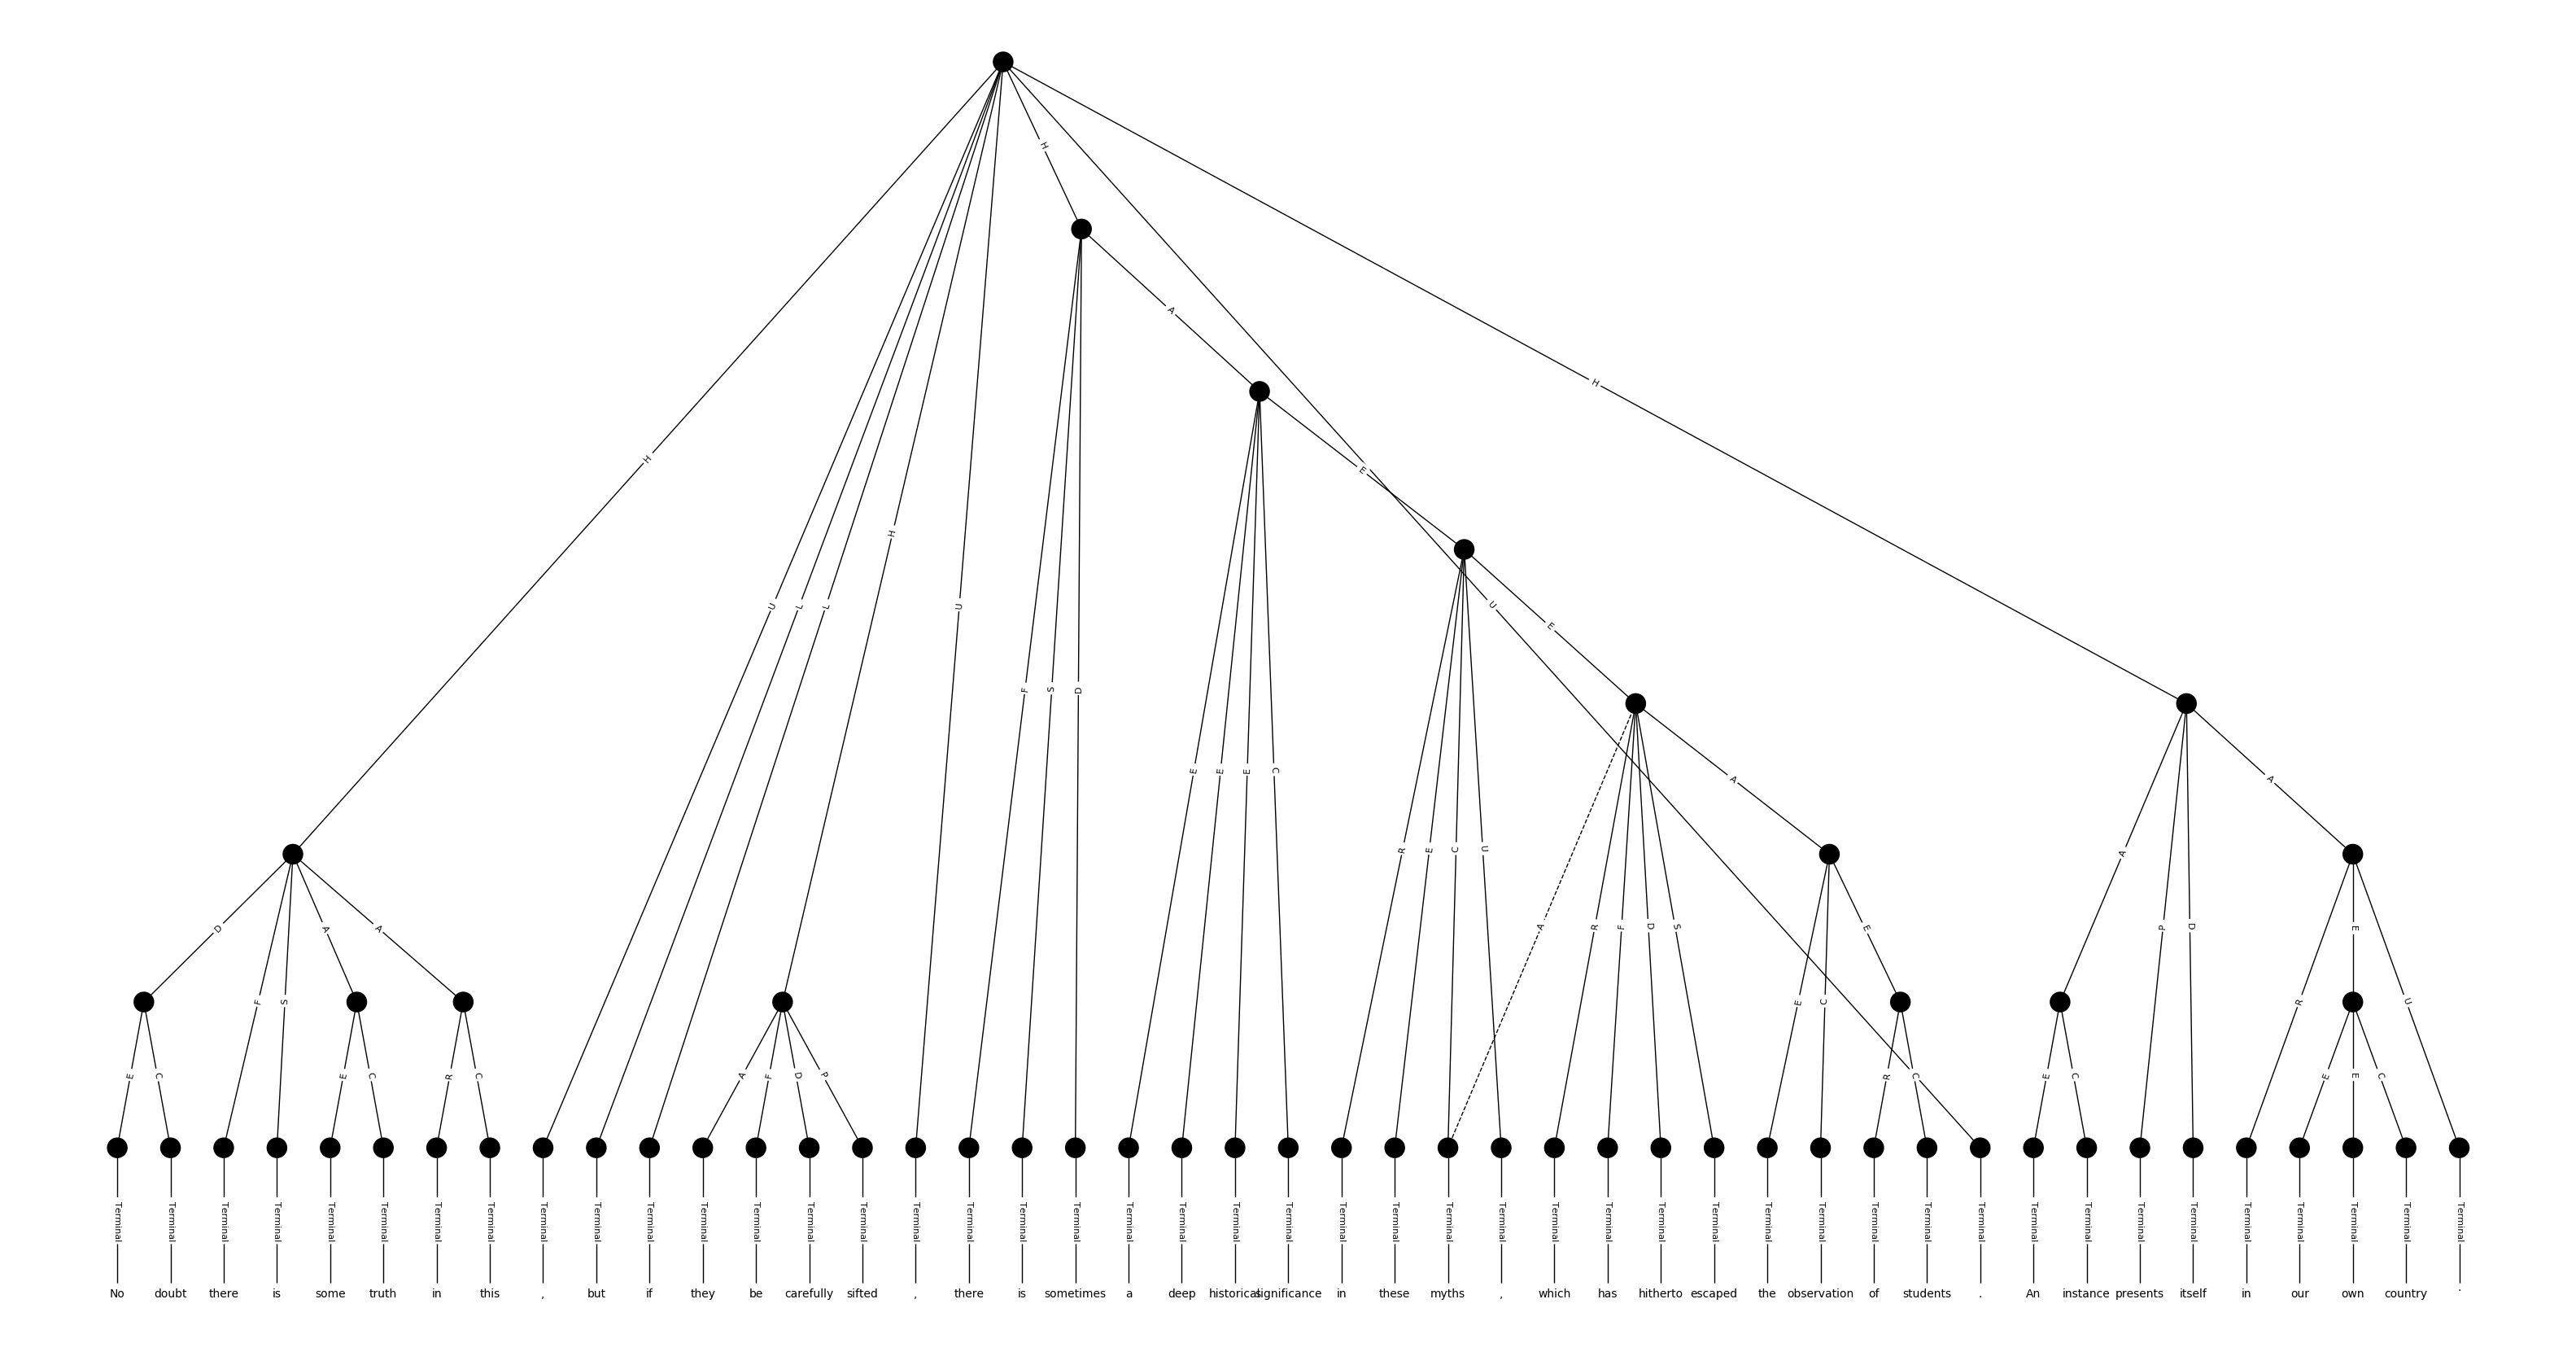 H
H
A
H
E
H
U
L
L
U
U
E
F
S
D
E
E
E
C
A
A
R
E
C
U
A
D
A
A
A
R
F
D
S
P
D
E
E
F
S
E
C
R
U
E
C
E
C
R
C
A
F
D
P
R
C
E
C
E
E
C
Terminal Terminal Terminal Terminal Terminal Terminal Terminal Terminal Terminal Terminal Terminal Terminal Terminal Terminal Terminal Terminal Terminal Terminal Terminal Terminal Terminal Terminal Terminal Terminal Terminal Terminal Terminal Terminal Terminal Terminal Terminal Terminal Terminal Terminal Terminal Terminal Terminal Terminal Terminal Terminal Terminal Terminal Terminal Terminal Terminal
No doubt there is some truth in this , but if they be carefully sifted , there is sometimes a deep historical significance in these myths , which has hitherto escaped the observation of students . An instance presents itself in our own country .